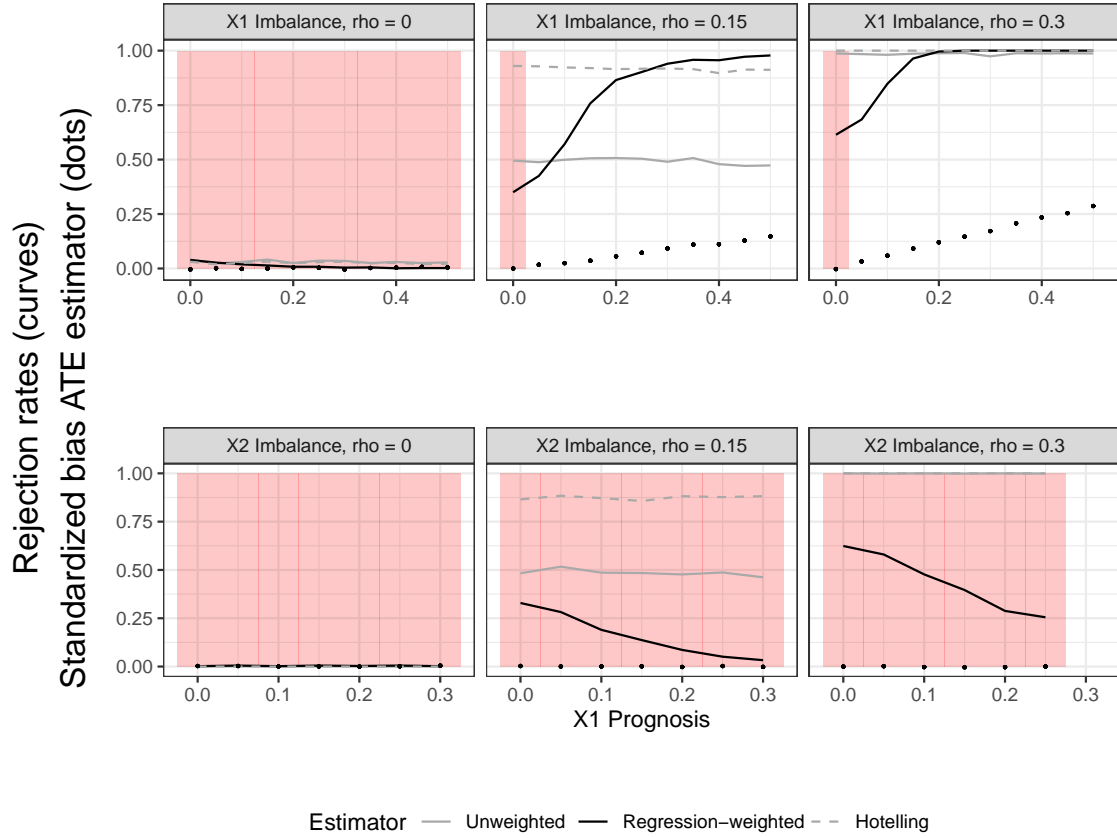 Rejection rates (curves)
Standardized bias ATE estimator (dots)
X1 Imbalance, rho = 0
X1 Imbalance, rho = 0.15
X1 Imbalance, rho = 0.3
1.00
0.75
0.50
0.25
0.00
0.0 0.2 0.4
0.0 0.2 0.4
0.0 0.2 0.4
X2 Imbalance, rho = 0
X2 Imbalance, rho = 0.15
X2 Imbalance, rho = 0.3
1.00
0.75
0.50
0.25
0.00
0.0 0.1 0.2 0.3
0.0 0.1 0.2 0.3
0.0 0.1 0.2 0.3
X1 Prognosis
Estimator Unweighted Regression−weighted Hotelling